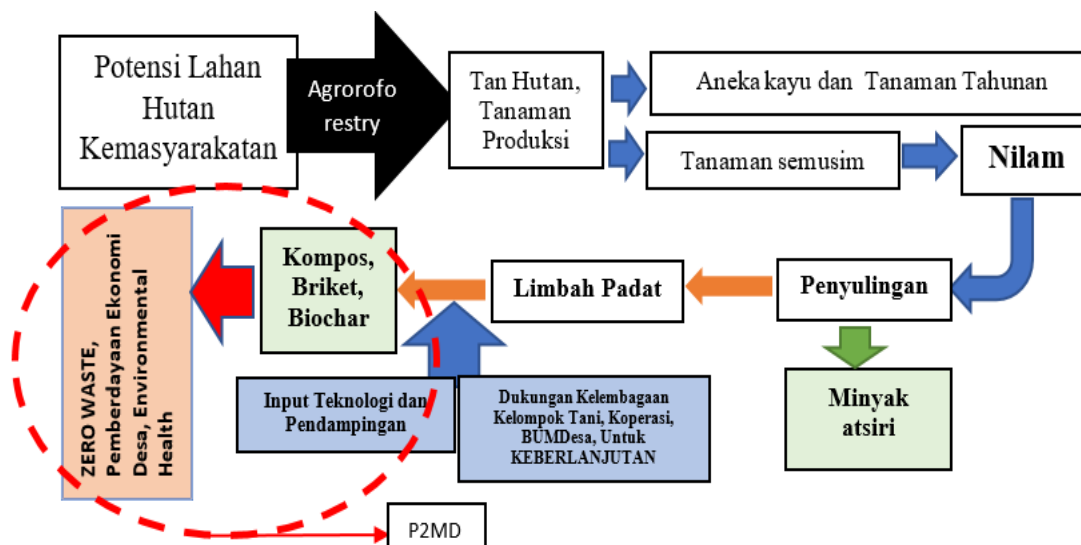 Potensi Lahan
Hutan
Kemasyarakatan
Agrorofo
restry
Tan Hutan,
Tanaman
Produksi
Aneka kayu dan Tanaman Tahunan
Tanaman semusim
Nilam
ZERO WASTE,
Pemberdayaan Ekonomi
Desa, Environmental
Health
Kompos,
Briket,
Biochar
Limbah Padat
Penyulingan
Input Teknologi dan
Pendampingan
Dukungan Kelembagaan
Kelompok Tani, Koperasi,
BUMDesa, Untuk
KEBERLANJUTAN
Minyak
atsiri
P2MD